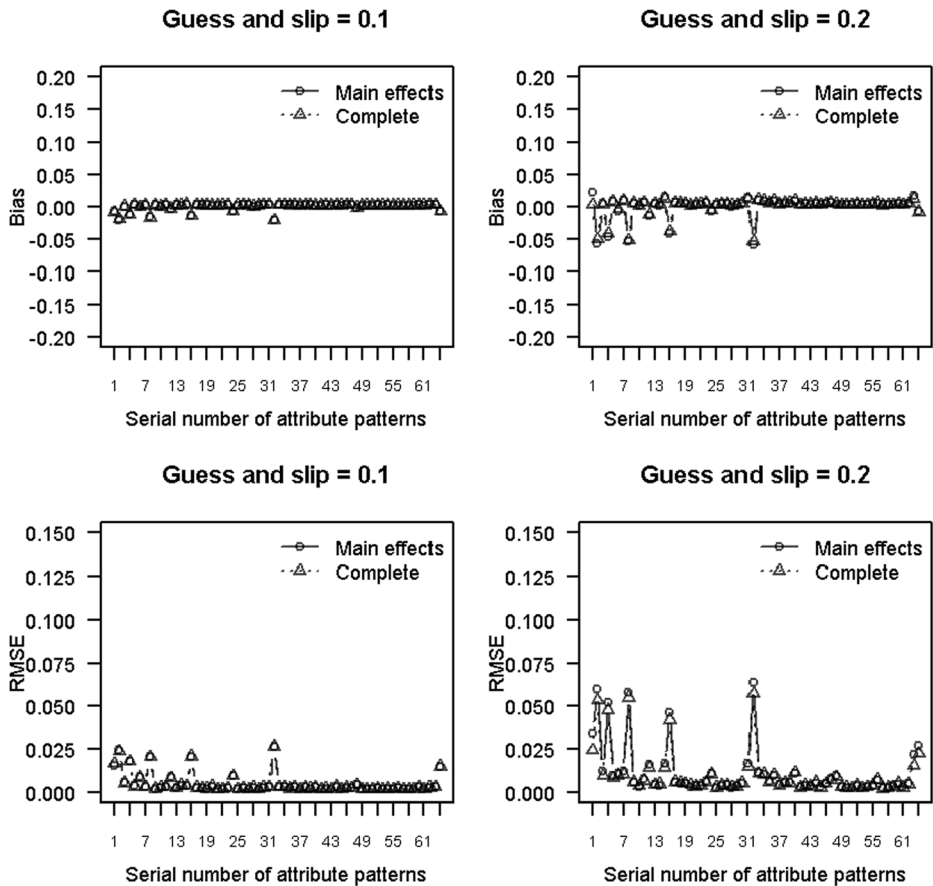 Guess and slip = 0.1
Guess and slip = 0.2
0.20
0.15
0.10
0.05
0.00
-0.05
-0.10
-0.15
-0.20
Bias
Main effects
Complete
1 7 13 19 25 31 37 43 49 55 61
Serial number of attribute patterns
0.20
0.15
0.10
0.05
0.00
-0.05
-0.10
-0.15
-0.20
Bias
Main effects
Complete
1 7 13 19 25 31 37 43 49 55 61
Serial number of attribute patterns
Guess and slip = 0.1
Guess and slip = 0.2
0.150
0.125
0.100
0.075
0.050
0.025
0.000
RMSE
Main effects
Complete
1 7 13 19 25 31 37 43 49 55 61
Serial number of attribute patterns
0.150
0.125
0.100
0.075
0.050
0.025
0.000
RMSE
Main effects
Complete
1 7 13 19 25 31 37 43 49 55 61
Serial number of attribute patterns